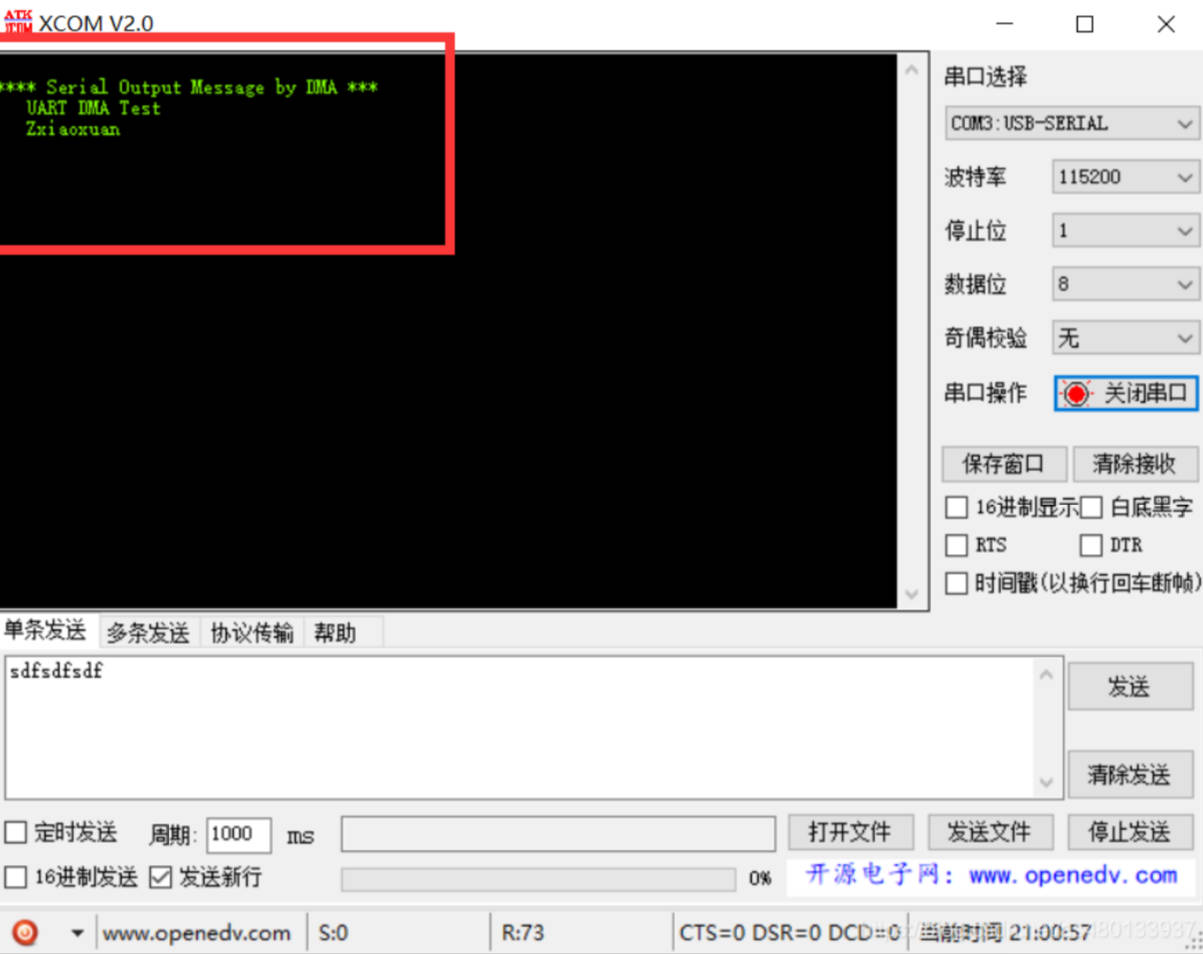 ATK
XCOM XCOM V2.0
**** Serial Output Message by DMA ***
UART DMA Test
Zxiaoxuan
串口选择
COM3:USB-SERIAL
波特率 115200
停止位 1
数据位 8
奇偶校验 无
串口操作 关闭串口
保存窗口 清除接收
16进制显示 白底黑字
RTS DTR
时间戳(以换行回车断帧)
单条发送 多条发送 协议传输 帮助
sdfsdfsdf
发送
清除发送
定时发送 周期: 1000 ms 打开文件 发送文件 停止发送
16进制发送 发送新行 0% 开源电子网: www.openedv.com
www.openedv.com S:0 R:73 CTS=0 DSR=0 DCD=0 当前时间 21:00:57